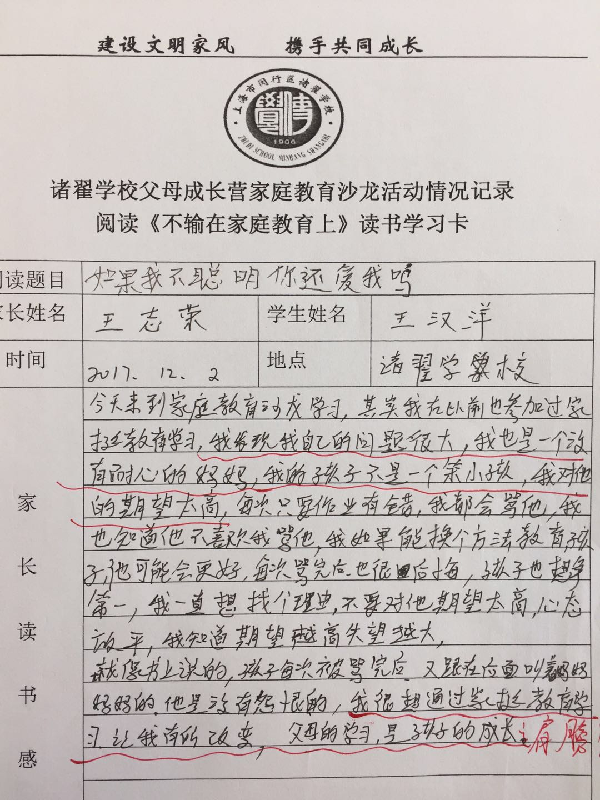 建设文明家风 携手共同成长
上海市闵行区诸翟学校
1906
ZHUDI SCHOOL MINHANG SHANGHAI
诸翟学校父母成长营家庭教育沙龙活动情况记录
阅读《不输在家庭教育上》读书学习卡
阅读题目 如果我不聪明你还爱我吗
家长姓名 王志荣 学生姓名 王汉洋
时间 2017.12.2 地点 诸翟学校
家长读书感
今天来到家庭教育沙龙学习,其实我在以前也参加过家
庭教育学习,我发现我自己的问题很大,我也是一个没
有耐心的妈妈,我的孩子不是一个笨小孩,我对他
的期望太高,每次只要作业有错,我都会骂他,我
也知道他不喜欢我骂他,我如果能换个方法教育孩
子,他可能会更好,每次骂完后也很后悔,孩子也想争
第一,我一直想找个理由,不要对他期望太高,心态
放平,我知道期望越高失望越大,
就像书上说的,孩子每次被骂完后,又跟在后面叫妈妈
妈妈的他是没有怨恨的,我很想通过家庭教育学
习让我有所改变,父母的学习,是孩子的成长